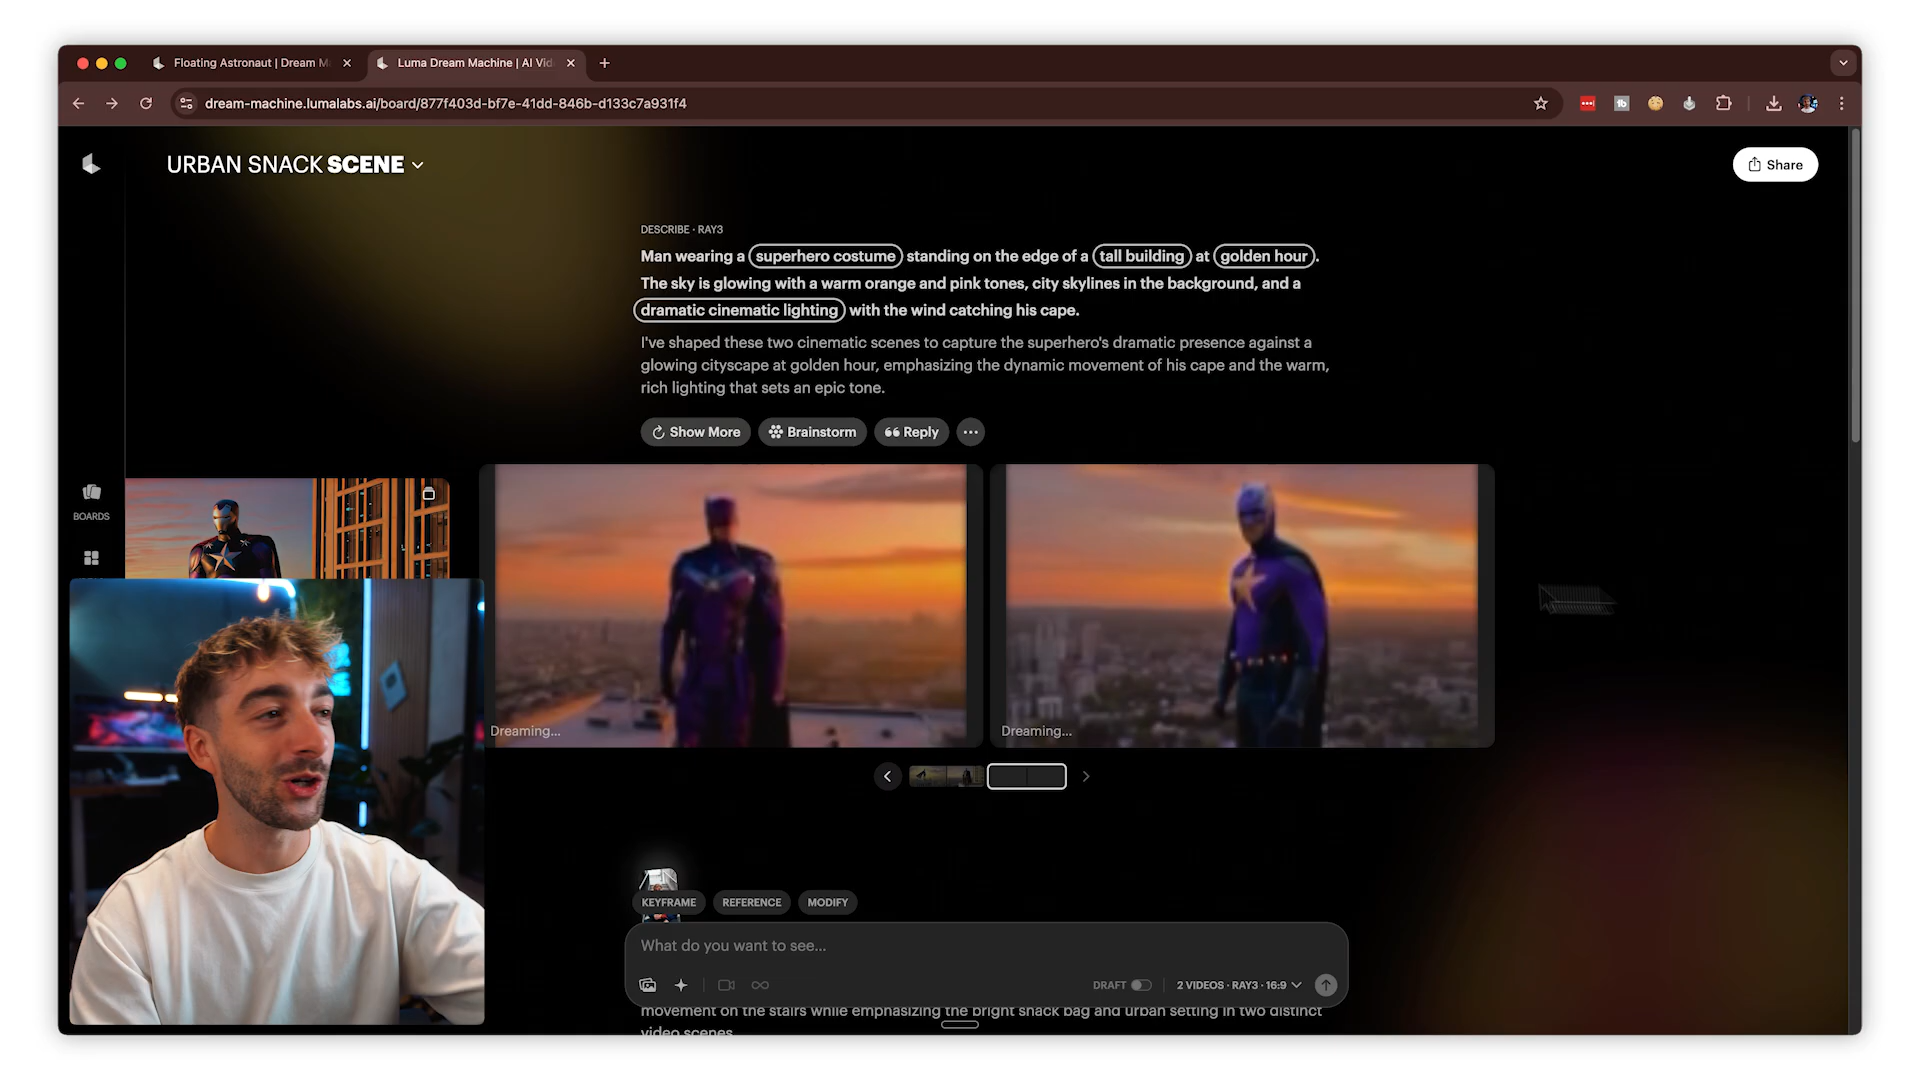 Floating Astronaut | Dream M
Luma Dream Machine | AI Vid
dream-machine.lumalabs.ai/board/877f403d-bf7e-41dd-846b-d133c7a931f4
URBAN SNACK SCENE
Share
DESCRIBE · RAY3
Man wearing a superhero costume standing on the edge of a tall building at golden hour.
The sky is glowing with a warm orange and pink tones, city skylines in the background, and a
dramatic cinematic lighting with the wind catching his cape.
I've shaped these two cinematic scenes to capture the superhero's dramatic presence against a
glowing cityscape at golden hour, emphasizing the dynamic movement of his cape and the warm,
rich lighting that sets an epic tone.
Show More
Brainstorm
Reply
BOARDS
Dreaming...
Dreaming...
KEYFRAME
REFERENCE
MODIFY
What do you want to see...
DRAFT
2 VIDEOS · RAY3 · 16:9
movement on the stairs while emphasizing the bright snack bag and urban setting in two distinct
video scenes